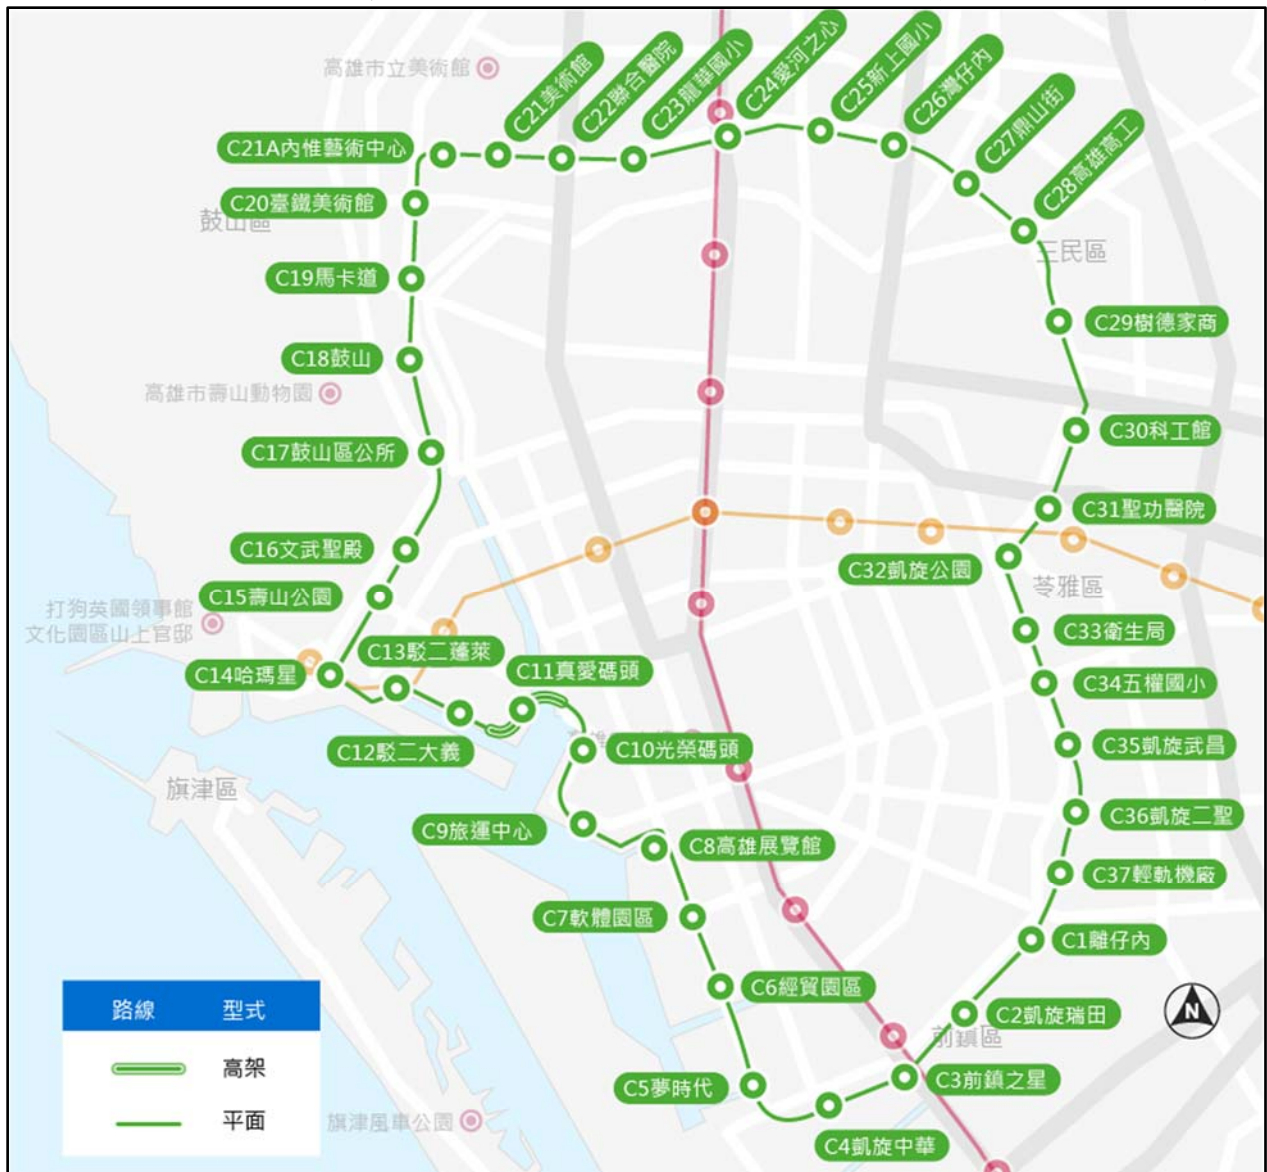 高雄市立美術館
C21美術館
C22聯合醫院
C23龍華國小
C24愛河之心
C25新上國小
C26灣仔內
C27鼎山街
C28高雄高工
C21A內惟藝術中心
C20臺鐵美術館
鼓山區
三民區
C19馬卡道
C29樹德家商
C18鼓山
高雄市壽山動物園
C30科工館
C17鼓山區公所
C31聖功醫院
C16文武聖殿
C32凱旋公園
苓雅區
C15壽山公園
打狗英國領事館
文化園區山上官邸
C33衛生局
C13駁二蓬萊
C14哈瑪星
C11真愛碼頭
C34五權國小
C12駁二大義
C10光榮碼頭
C35凱旋武昌
旗津區
C36凱旋二聖
C9旅運中心
C8高雄展覽館
C37輕軌機廠
C7軟體園區
C1籬仔內
C6經貿園區
C2凱旋瑞田
前鎮區
N
路線 型式
高架
平面
C5夢時代
C3前鎮之星
旗津風車公園
C4凱旋中華